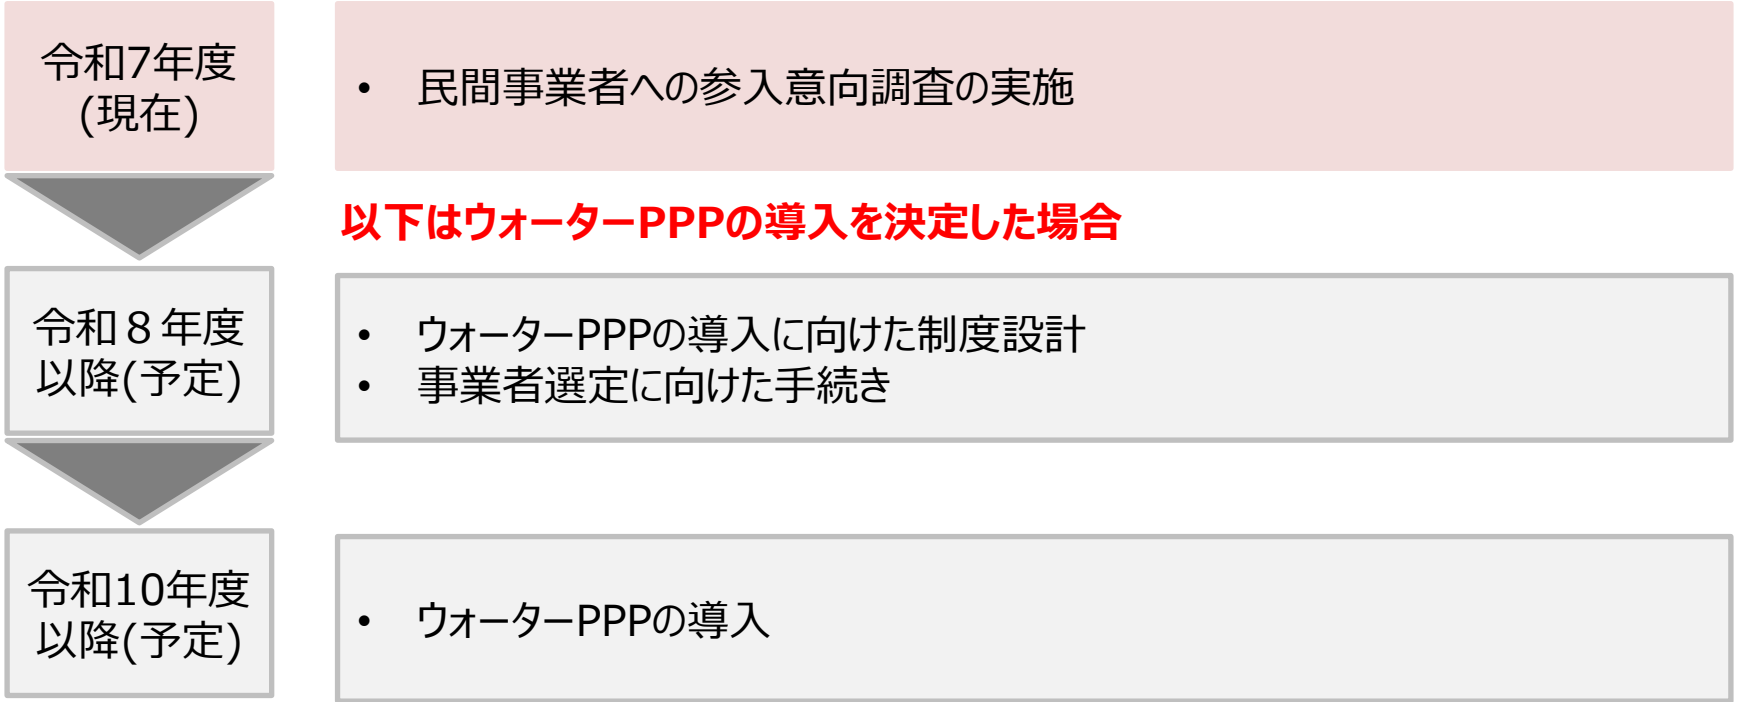 令和7年度
(現在)
• 民間事業者への参入意向調査の実施
以下はウォーターPPPの導入を決定した場合
令和８年度
以降(予定)
• ウォーターPPPの導入に向けた制度設計
• 事業者選定に向けた手続き
令和10年度
以降(予定)
• ウォーターPPPの導入